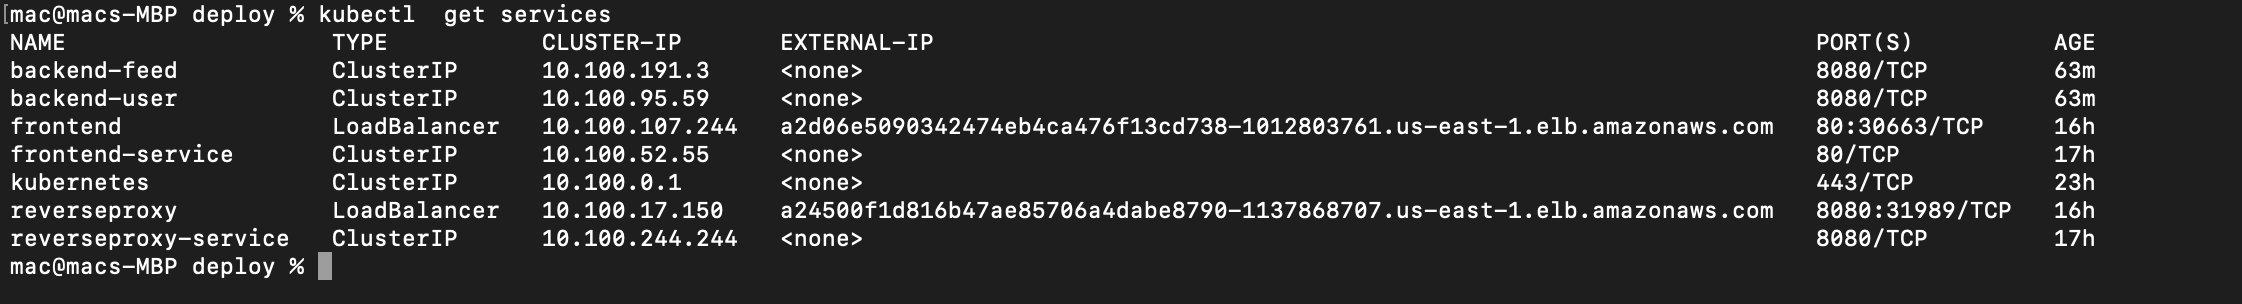 [mac@macs-MBP deploy % kubectl  get services
NAME TYPE CLUSTER-IP EXTERNAL-IP PORT(S) AGE
backend-feed ClusterIP 10.100.191.3 <none> 8080/TCP 63m
backend-user ClusterIP 10.100.95.59 <none> 8080/TCP 63m
frontend LoadBalancer 10.100.107.244 a2d06e5090342474eb4ca476f13cd738-1012803761.us-east-1.elb.amazonaws.com 80:30663/TCP 16h
frontend-service ClusterIP 10.100.52.55 <none> 80/TCP 17h
kubernetes ClusterIP 10.100.0.1 <none> 443/TCP 23h
reverseproxy LoadBalancer 10.100.17.150 a24500f1d816b47ae85706a4dabe8790-1137868707.us-east-1.elb.amazonaws.com 8080:31989/TCP 16h
reverseproxy-service ClusterIP 10.100.244.244 <none> 8080/TCP 17h
mac@macs-MBP deploy %